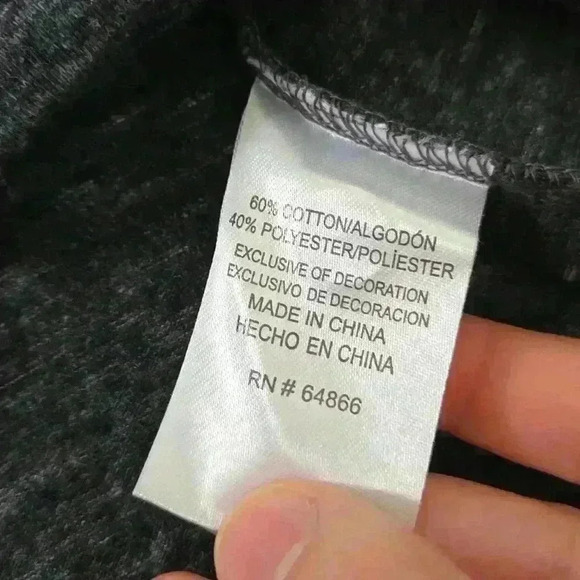 60% COTTON/ALGODÓN
40% POLYESTER/POLÍESTER
EXCLUSIVE OF DECORATION
EXCLUSIVO DE DECORACION
MADE IN CHINA
HECHO EN CHINA
RN # 64866